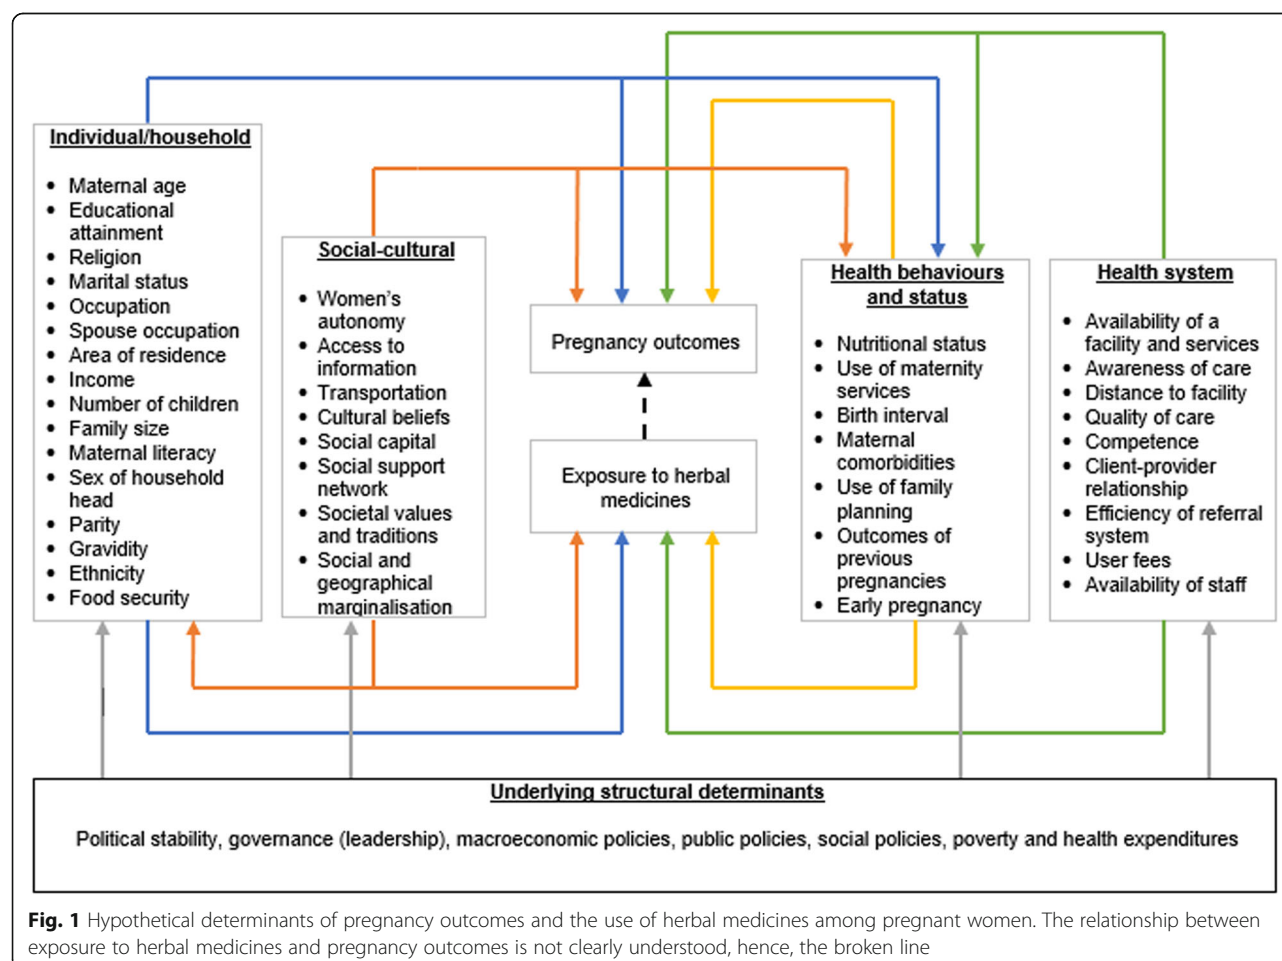 Individual/household
• Maternal age
• Educational
attainment
• Religion
• Marital status
• Occupation
• Spouse occupation
• Area of residence
• Income
• Number of children
• Family size
• Maternal literacy
• Sex of household
head
• Parity
• Gravidity
• Ethnicity
• Food security
Social-cultural
• Women's
autonomy
• Access to
information
• Transportation
• Cultural beliefs
• Social capital
• Social support
network
• Societal values
and traditions
• Social and
geographical
marginalisation
Pregnancy outcomes
Exposure to herbal
medicines
Health behaviours
and status
• Nutritional status
• Use of maternity
services
• Birth interval
• Maternal
comorbidities
• Use of family
planning
• Outcomes of
previous
pregnancies
• Early pregnancy
Health system
• Availability of a
facility and services
• Awareness of care
• Distance to facility
• Quality of care
• Competence
• Client-provider
relationship
• Efficiency of referral
system
• User fees
• Availability of staff
Underlying structural determinants
Political stability, governance (leadership), macroeconomic policies, public policies, social policies, poverty and health expenditures
Fig. 1 Hypothetical determinants of pregnancy outcomes and the use of herbal medicines among pregnant women. The relationship between
exposure to herbal medicines and pregnancy outcomes is not clearly understood, hence, the broken line